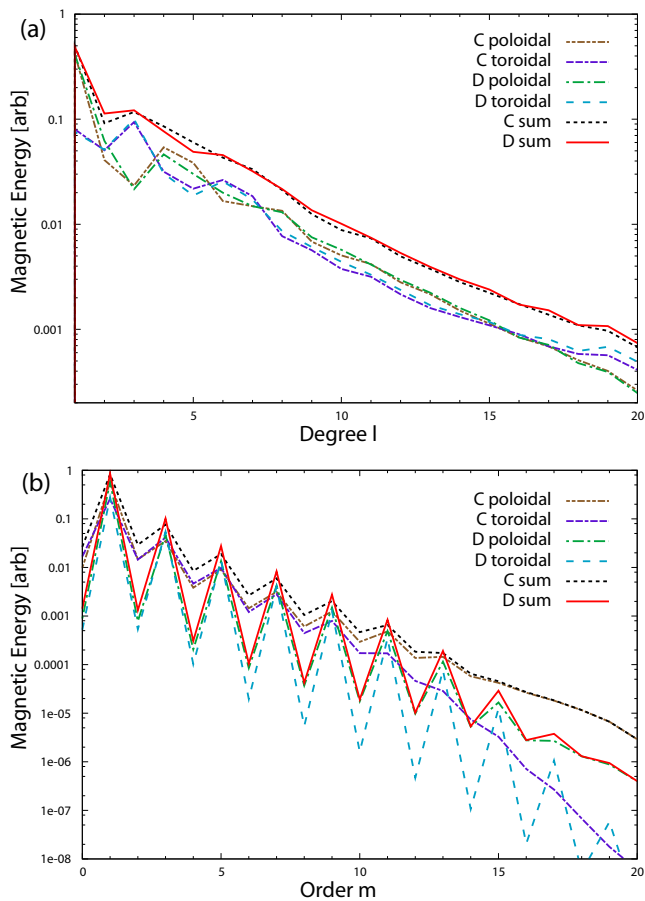 (a)
1
0.1
0.01
0.001
Magnetic Energy [arb]
C poloidal
C toroidal
D poloidal
D toroidal
C sum
D sum
5
10
15
20
Degree l
(b)
1
0.1
0.01
0.001
0.0001
1e-05
1e-06
1e-07
1e-08
Magnetic Energy [arb]
C poloidal
C toroidal
D poloidal
D toroidal
C sum
D sum
0
5
10
15
20
Order m